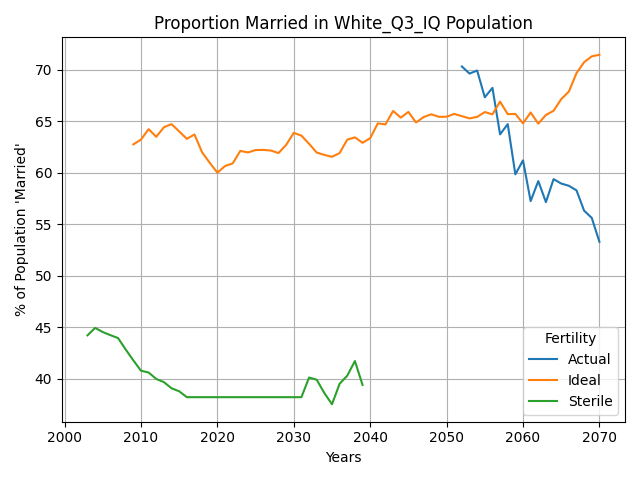 Proportion Married in White_Q3_IQ Population
% of Population 'Married'
70
65
60
55
50
45
40
2000 2010 2020 2030 2040 2050 2060 2070
Years
Fertility
Actual
Ideal
Sterile